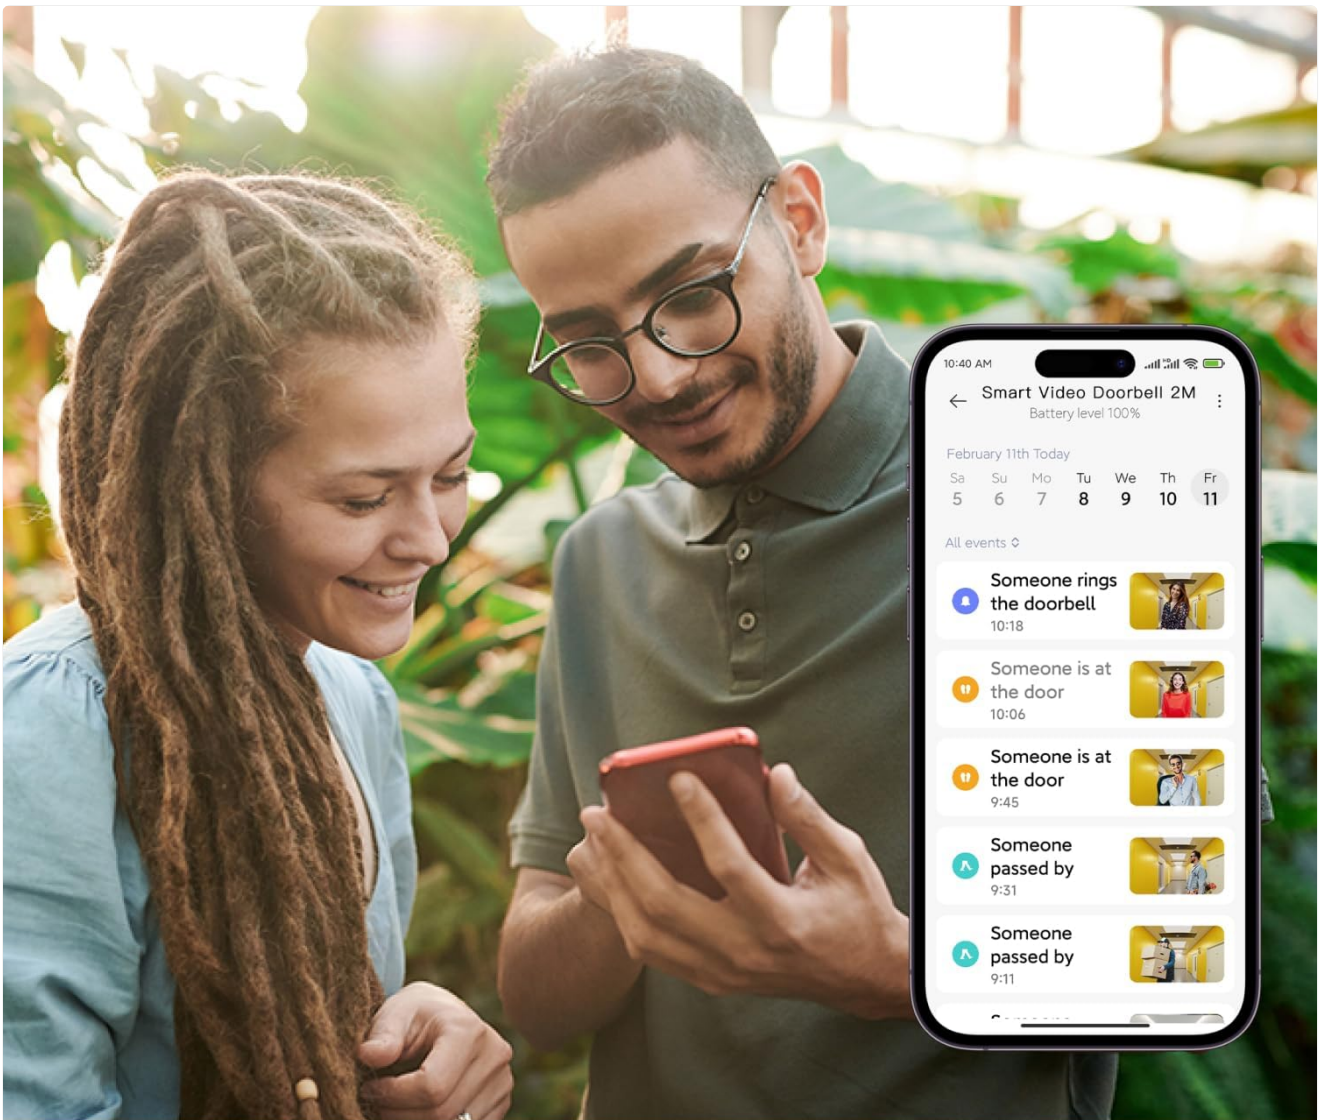 10:40 AM
Smart Video Doorbell 2M
Battery level 100%
February 11th Today
Sa Su Mo Tu We Th Fr
5 6 7 8 9 10 11
All events
Someone rings
the doorbell
10:18
Someone is at
the door
10:06
Someone is at
the door
9:45
Someone
passed by
9:31
Someone
passed by
9:11